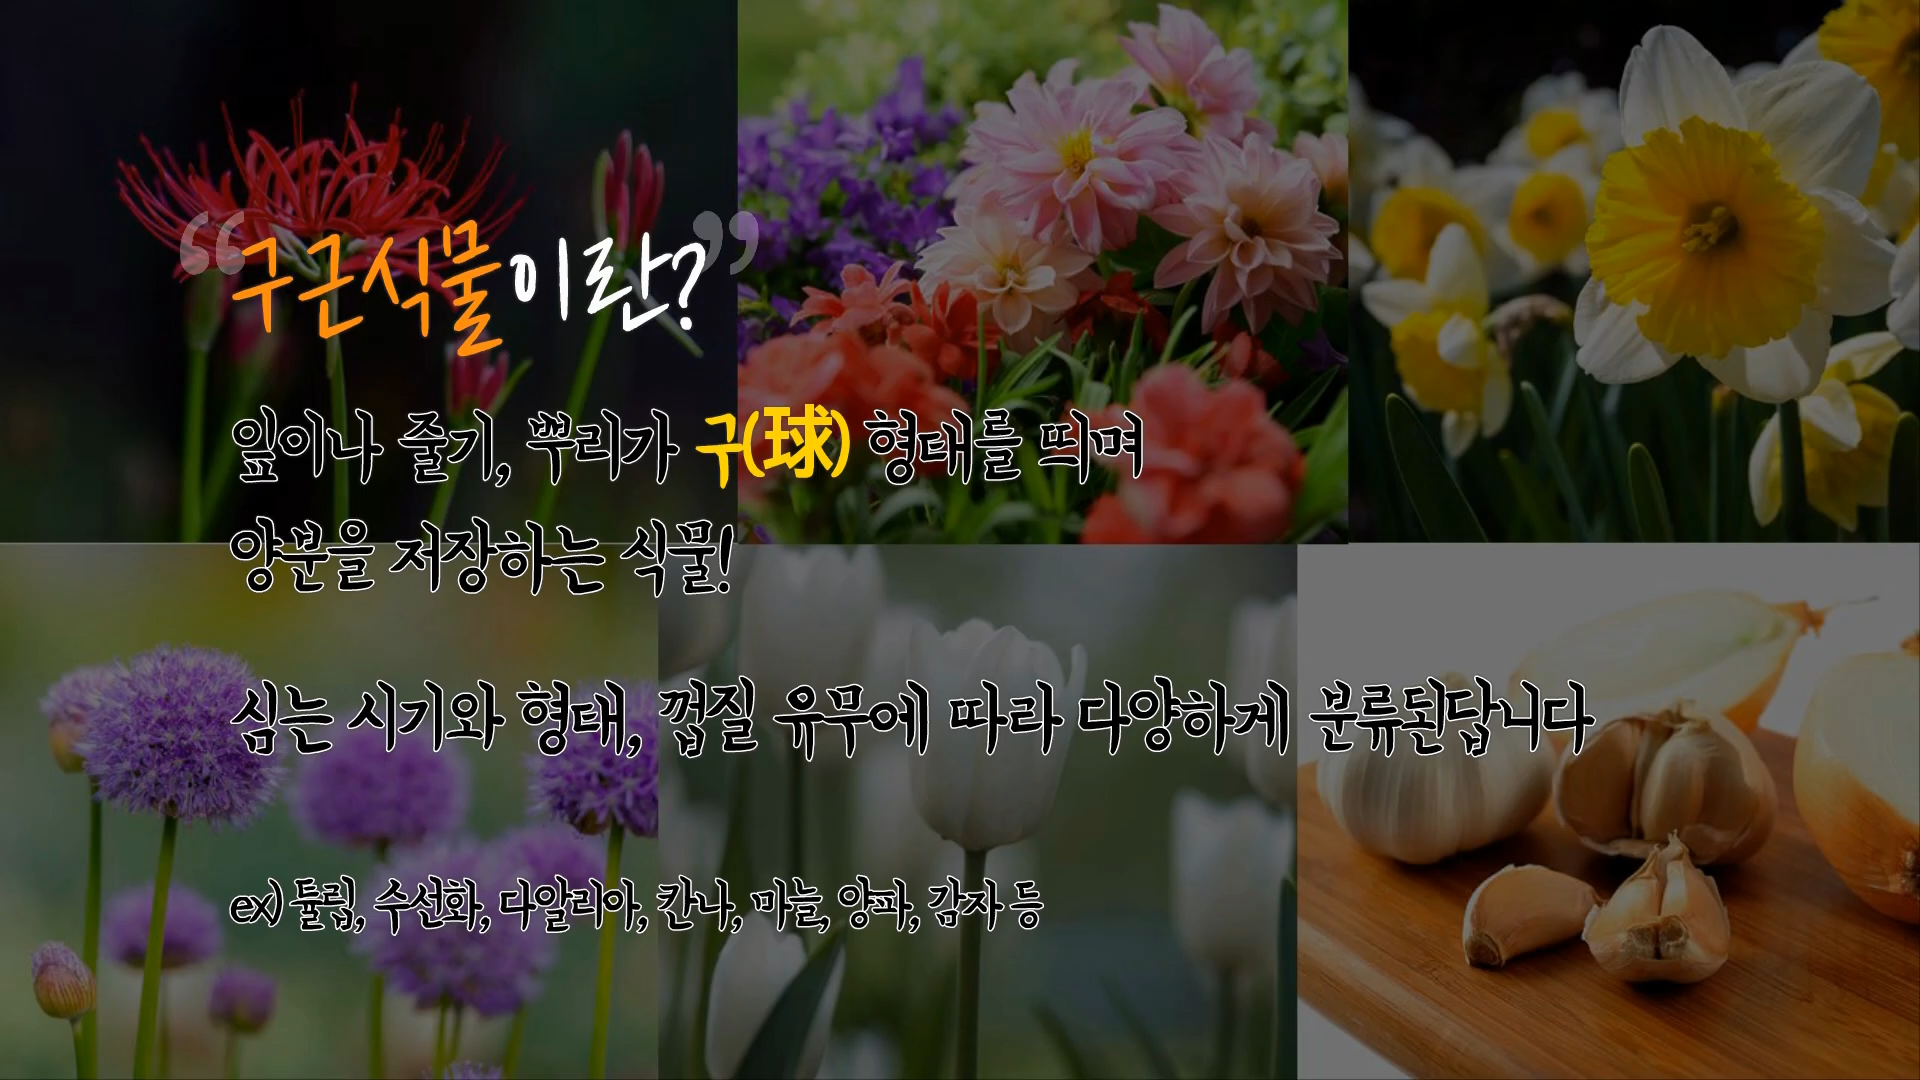 “구근식물이란?”
잎이나 줄기, 뿌리가 구(球) 형태를 띄며
양분을 저장하는 식물!
심는 시기와 형태, 껍질 유무에 따라 다양하게 분류된답니다
ex) 튤립, 수선화, 다알리아, 칸나, 마늘, 양파, 감자 등